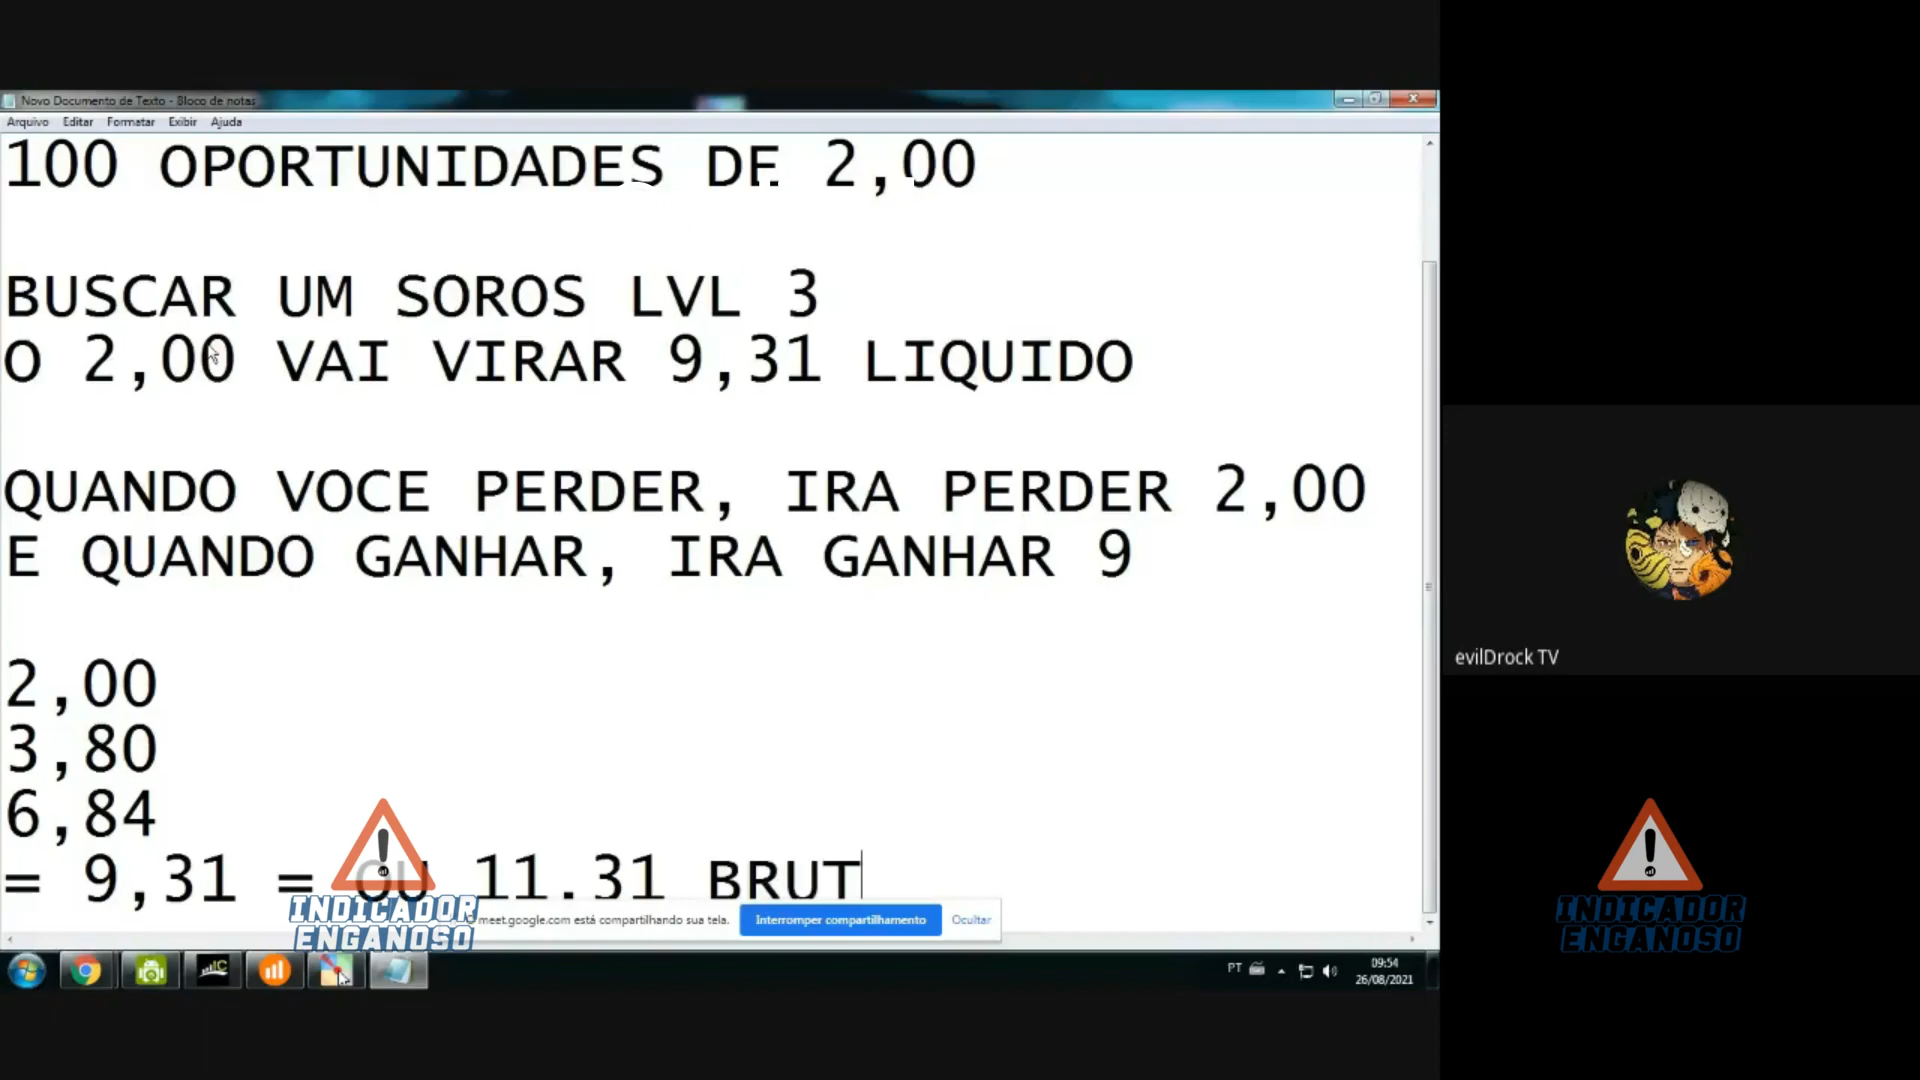 Novo Documento de Texto - Bloco de notas
Arquivo Editar Formatar Exibir Ajuda
100 OPORTUNIDADES DE 2,00
BUSCAR UM SOROS LVL 3
O 2,00 VAI VIRAR 9,31 LIQUIDO
QUANDO VOCE PERDER, IRA PERDER 2,00
E QUANDO GANHAR, IRA GANHAR 9
2,00
3,80
6,84
= 9,31 = OU 11.31 BRUT
INDICADOR
ENGANOSO
meet.google.com está compartilhando sua tela. Interromper compartilhamento Ocultar
PT
09:54
26/08/2021
evilDrock TV
INDICADOR
ENGANOSO